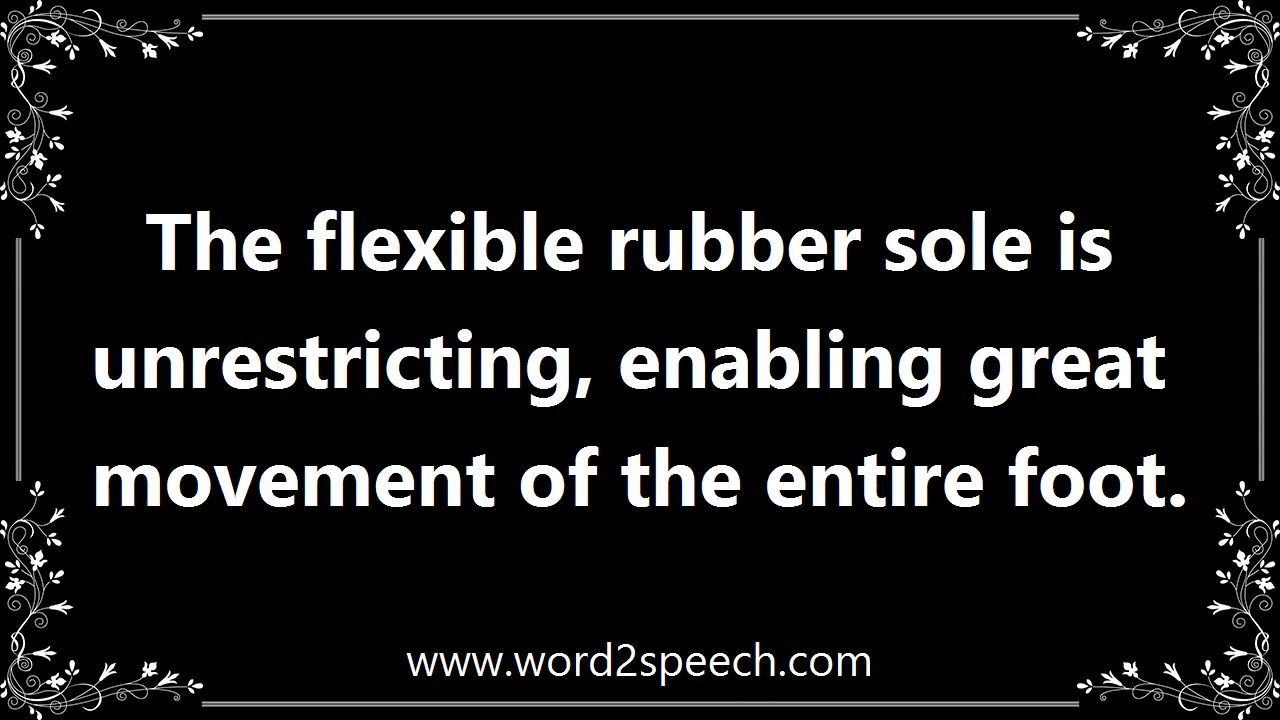 The flexible rubber sole is
unrestricting, enabling great
movement of the entire foot.
www.word2speech.com